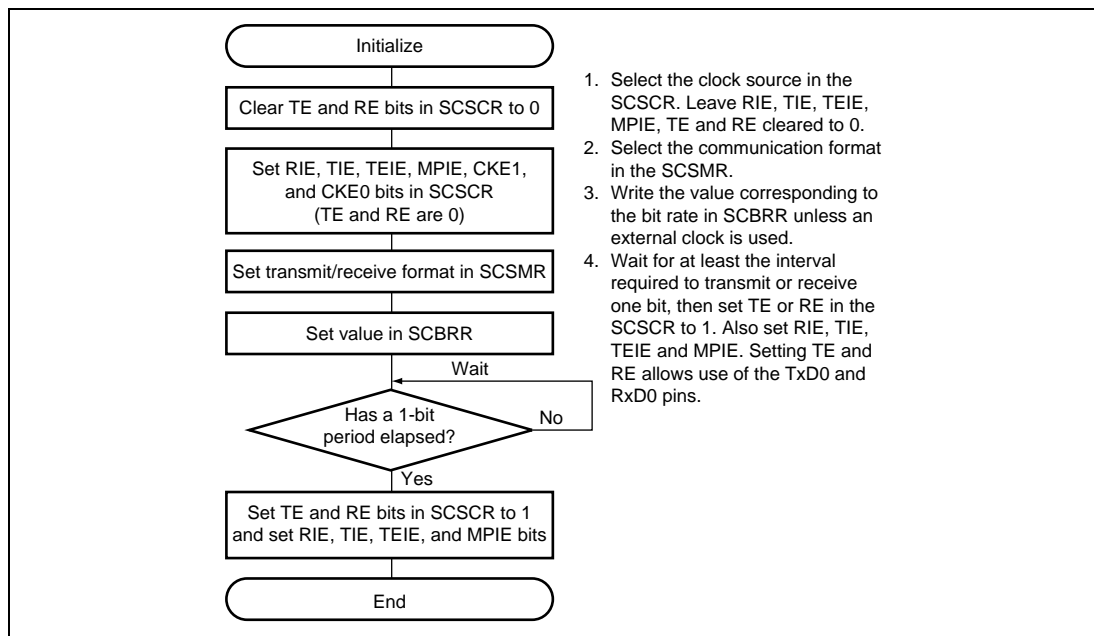 Initialize
Clear TE and RE bits in SCSCR to 0
Set RIE, TIE, TEIE, MPIE, CKE1,
and CKE0 bits in SCSCR
(TE and RE are 0)
Set transmit/receive format in SCSMR
Set value in SCBRR
Wait
Has a 1-bit
period elapsed?
No
Yes
Set TE and RE bits in SCSCR to 1
and set RIE, TIE, TEIE, and MPIE bits
End
1. Select the clock source in the
SCSCR. Leave RIE, TIE, TEIE,
MPIE, TE and RE cleared to 0.
2. Select the communication format
in the SCSMR.
3. Write the value corresponding to
the bit rate in SCBRR unless an
external clock is used.
4. Wait for at least the interval
required to transmit or receive
one bit, then set TE or RE in the
SCSCR to 1. Also set RIE, TIE,
TEIE and MPIE. Setting TE and
RE allows use of the TxD0 and
RxD0 pins.